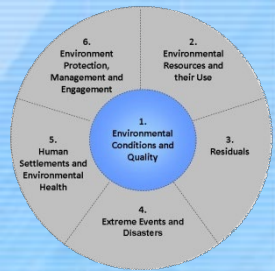 1.
Environmental
Conditions and
Quality
2.
Environmental
Resources and
their Use
3.
Residuals
4.
Extreme Events and
Disasters
5.
Human
Settlements and
Environmental
Health
6.
Environment
Protection,
Management and
Engagement